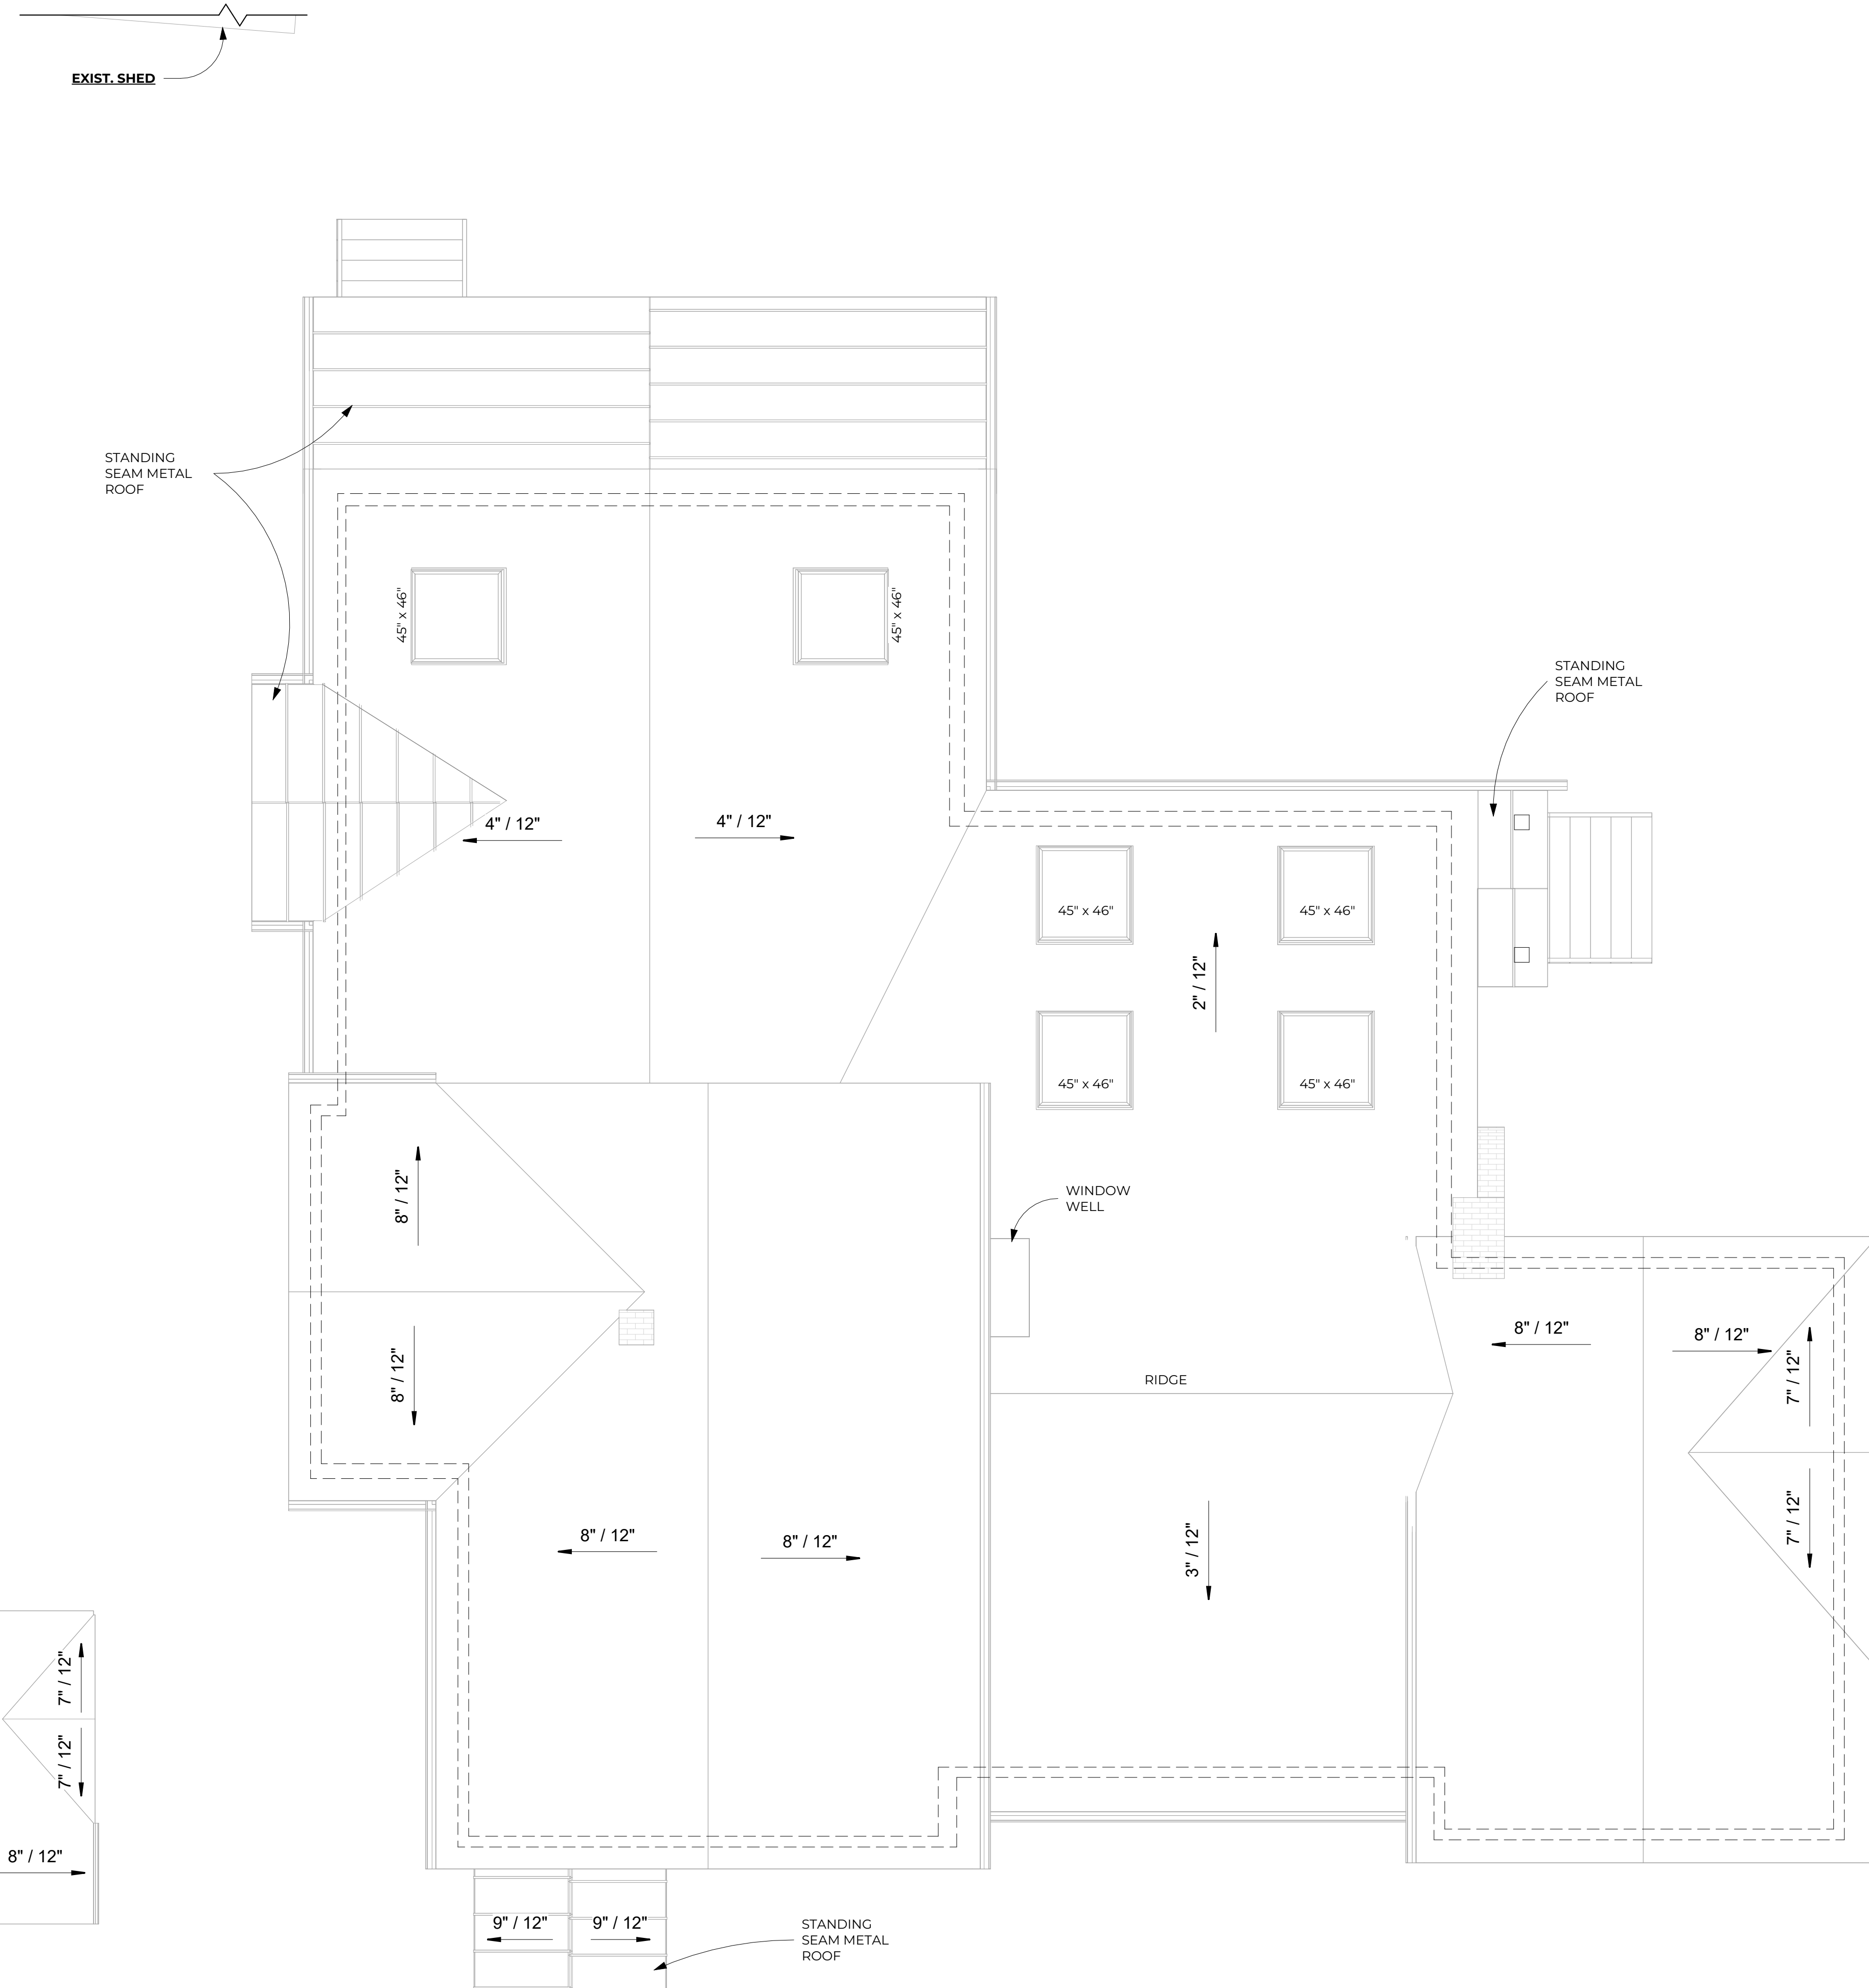 EXIST. SHED
STANDING
SEAM METAL
ROOF
45" x 46"
45" x 46"
STANDING
SEAM METAL
ROOF
4" / 12"
4" / 12"
45" x 46"
45" x 46"
2" / 12"
45" x 46"
45" x 46"
8" / 12"
WINDOW
WELL
8" / 12"
8" / 12"
8" / 12"
7" / 12"
RIDGE
8" / 12"
8" / 12"
3" / 12"
7" / 12"
7" / 12"
7" / 12"
8" / 12"
9" / 12"
9" / 12"
STANDING
SEAM METAL
ROOF